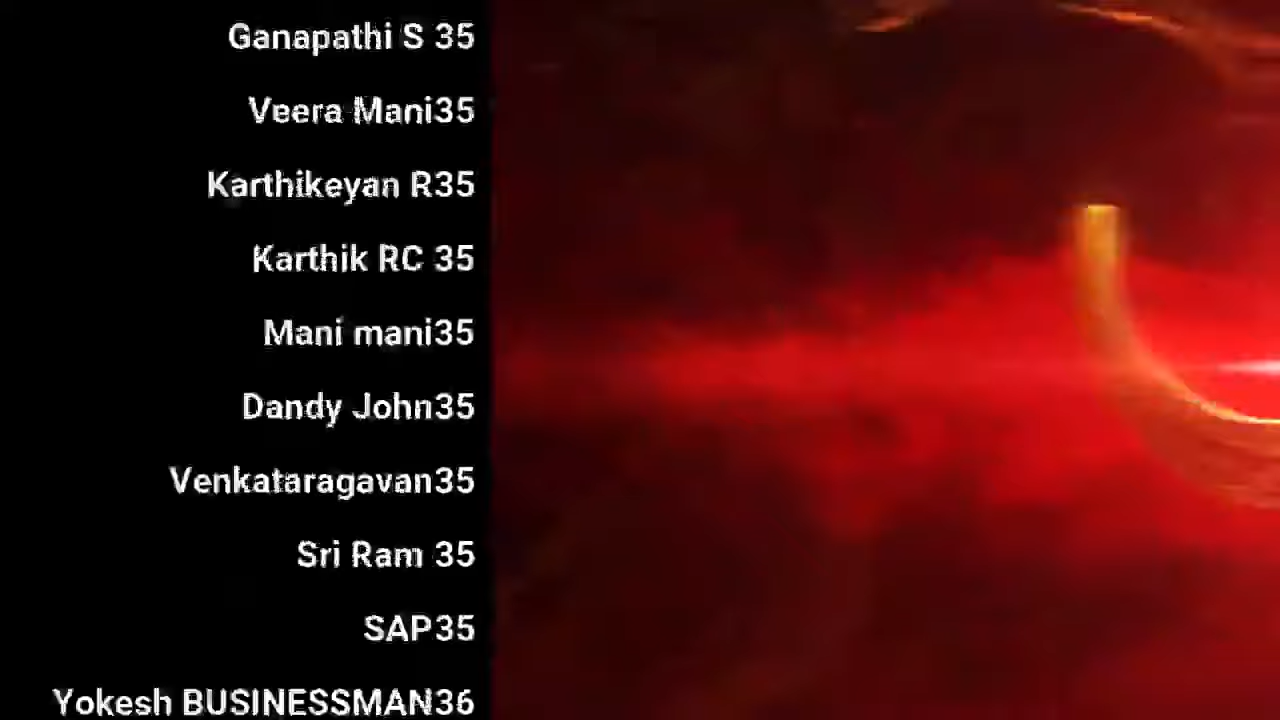 Ganapathi S 35
Veera Mani35
Karthikeyan R35
Karthik RC 35
Mani mani35
Dandy John35
Venkataragavan35
Sri Ram 35
SAP35
Yokesh BUSINESSMAN36